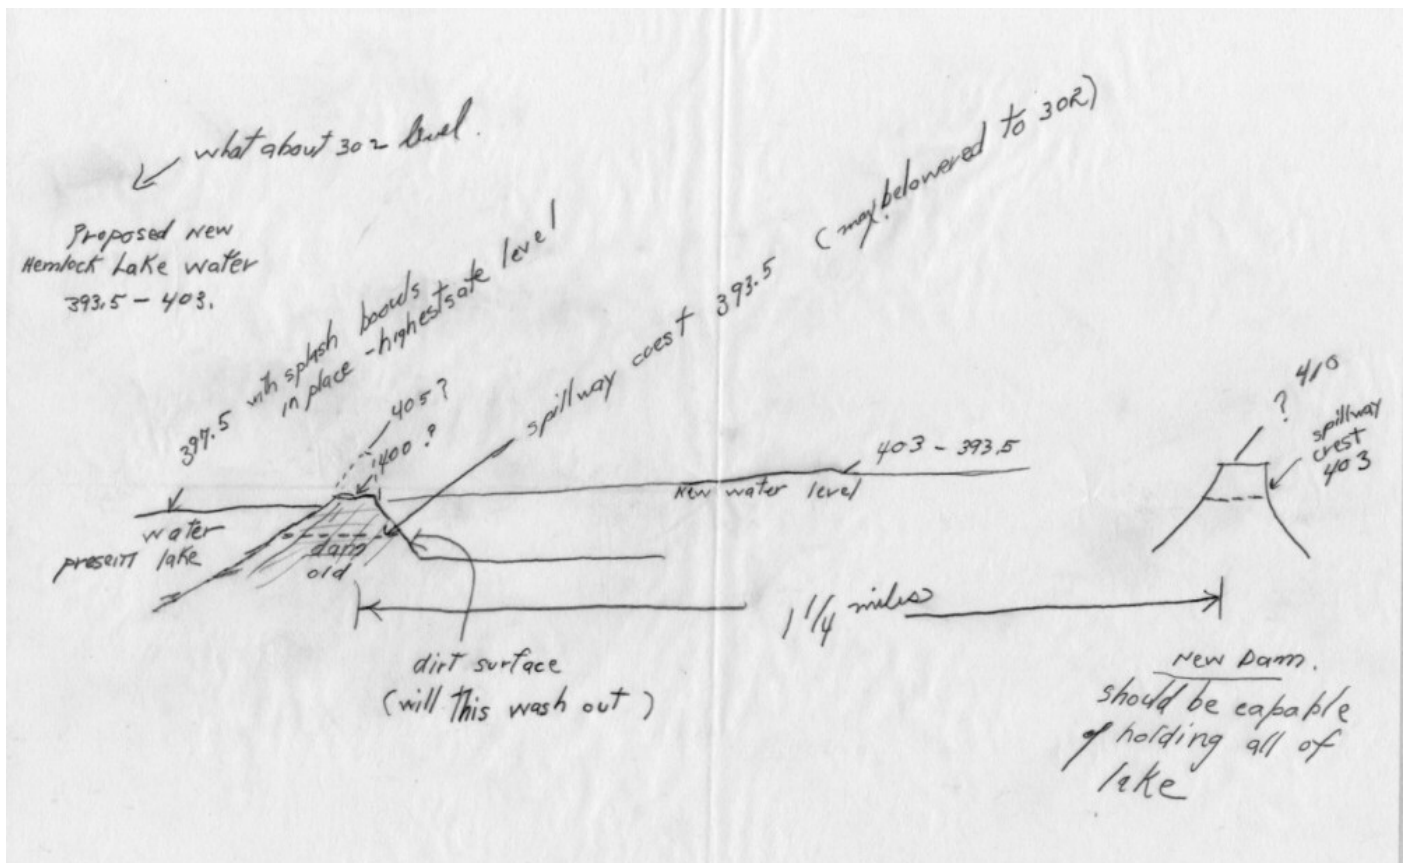 what about 302 level.
Proposed New
Hemlock Lake water
393.5 - 403.
397.5 with splash boards
in place - highest safe level
405?
400?
spillway crest 393.5 (may be lowered to 302)
403 - 393.5
New water level
? 410
spillway
crest
403
water
present lake
dam
old
1 1/4 miles
dirt surface
(will this wash out)
New Dam.
should be capable
of holding all of
lake